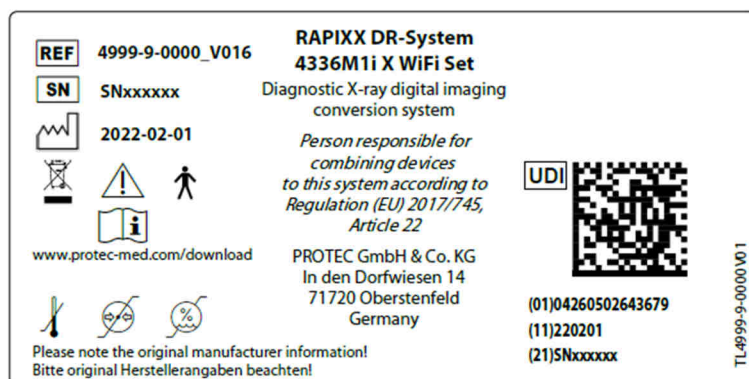 REF 4999-9-0000_V016
SN SNxxxxxx
2022-02-01
www.protec-med.com/download
Please note the original manufacturer information!
Bitte original Herstellerangaben beachten!
RAPIXX DR-System
4336M1i X WiFi Set
Diagnostic X-ray digital imaging
conversion system
Person responsible for
combining devices
to this system according to
Regulation (EU) 2017/745,
Article 22
PROTEC GmbH & Co. KG
In den Dorfwiesen 14
71720 Oberstenfeld
Germany
UDI
(01)04260502643679
(11)220201
(21)SNxxxxxx
TL4999-9-0000V01